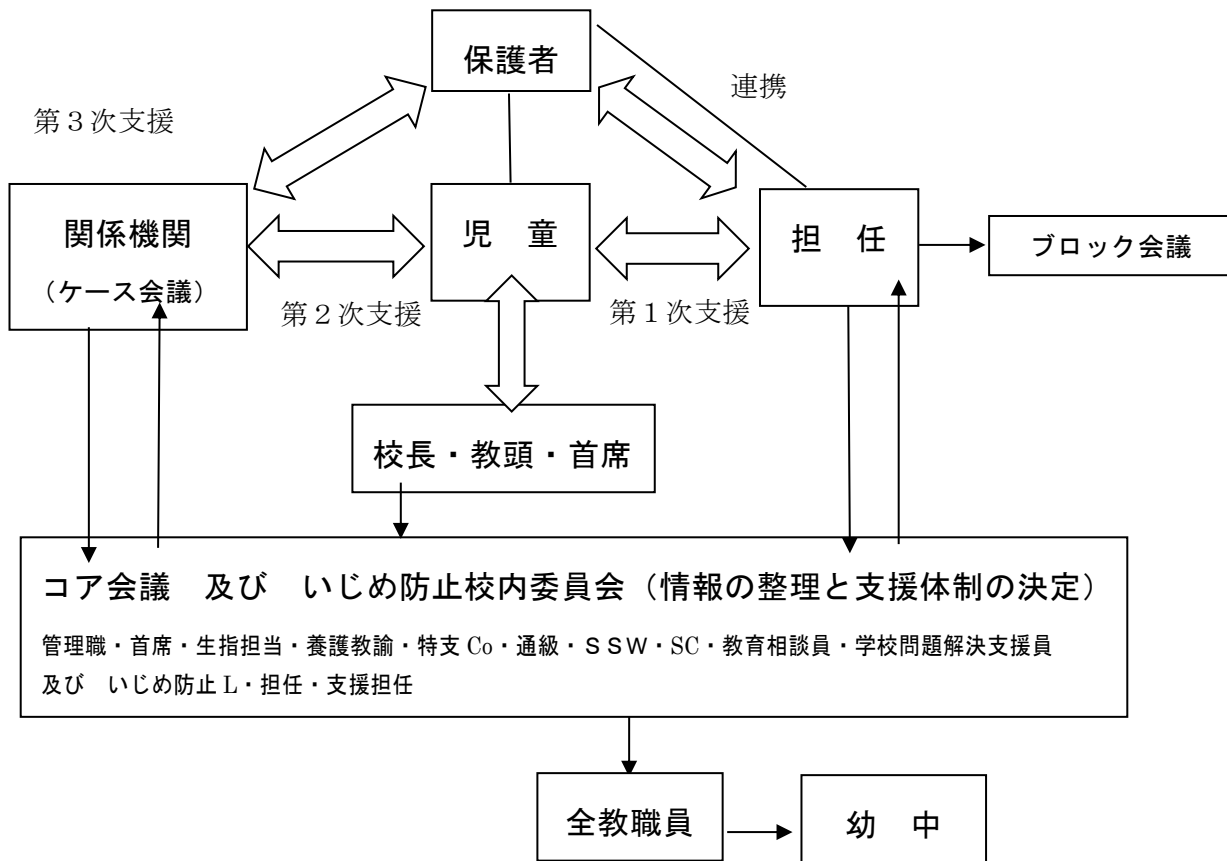 保護者
連携
第３次支援
関係機関
（ケース会議）
児　童
担　任
ブロック会議
第２次支援
第１次支援
校長・教頭・首席
コア会議　及び　いじめ防止校内委員会（情報の整理と支援体制の決定）
管理職・首席・生指担当・養護教諭・特支 Co・通級・ＳＳＷ・SC・教育相談員・学校問題解決支援員
及び　いじめ防止 L・担任・支援担任
全教職員
幼　中